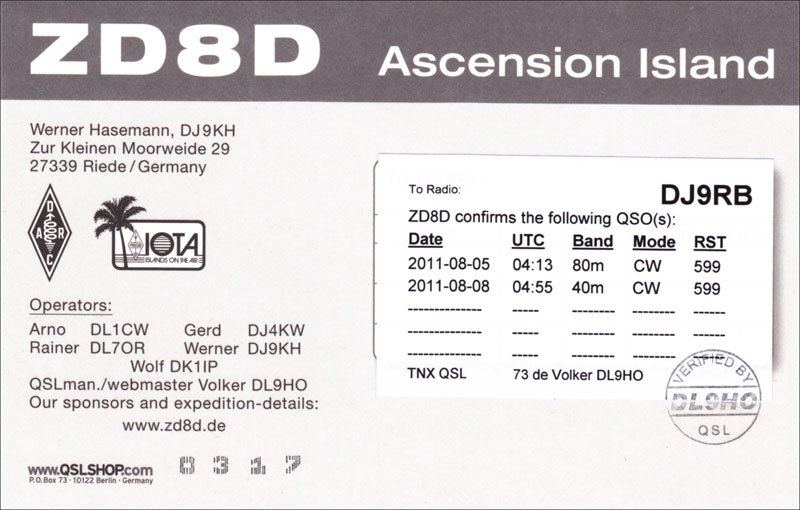 ZD8D Ascension Island
Werner Hasemann, DJ9KH
Zur Kleinen Moorweide 29
27339 Riede/Germany
D
A R
C
IOTA
ISLANDS ON THE AIR
Operators:
Arno DL1CW Gerd DJ4KW
Rainer DL7OR Werner DJ9KH
Wolf DK1IP
QSLman./webmaster Volker DL9HO
Our sponsors and expedition-details:
www.zd8d.de
www.QSLSHOP.com
P.O. Box 73 · 10122 Berlin · Germany
0317
To Radio: DJ9RB
ZD8D confirms the following QSO(s):
Date UTC Band Mode RST
2011-08-05 04:13 80m CW 599
2011-08-08 04:55 40m CW 599
--------------- ----- ------- -------- ------
--------------- ----- ------- -------- ------
--------------- ----- ------- -------- ------
TNX QSL 73 de Volker DL9HO
VERIFIED BY
DL9HO
QSL